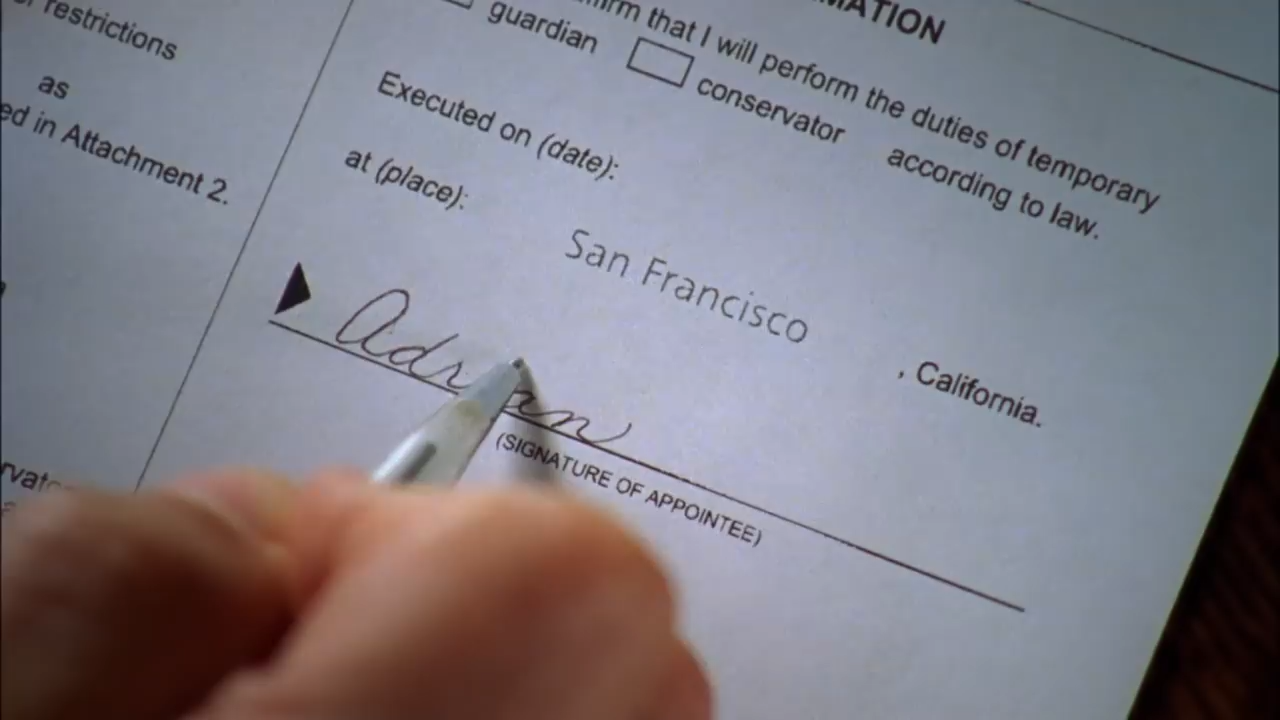 restrictions
as
ed in Attachment 2.
MATION
firm that I will perform the duties of temporary
guardian conservator according to law.
Executed on (date):
at (place):
San Francisco
, California.
Adrian
(SIGNATURE OF APPOINTEE)